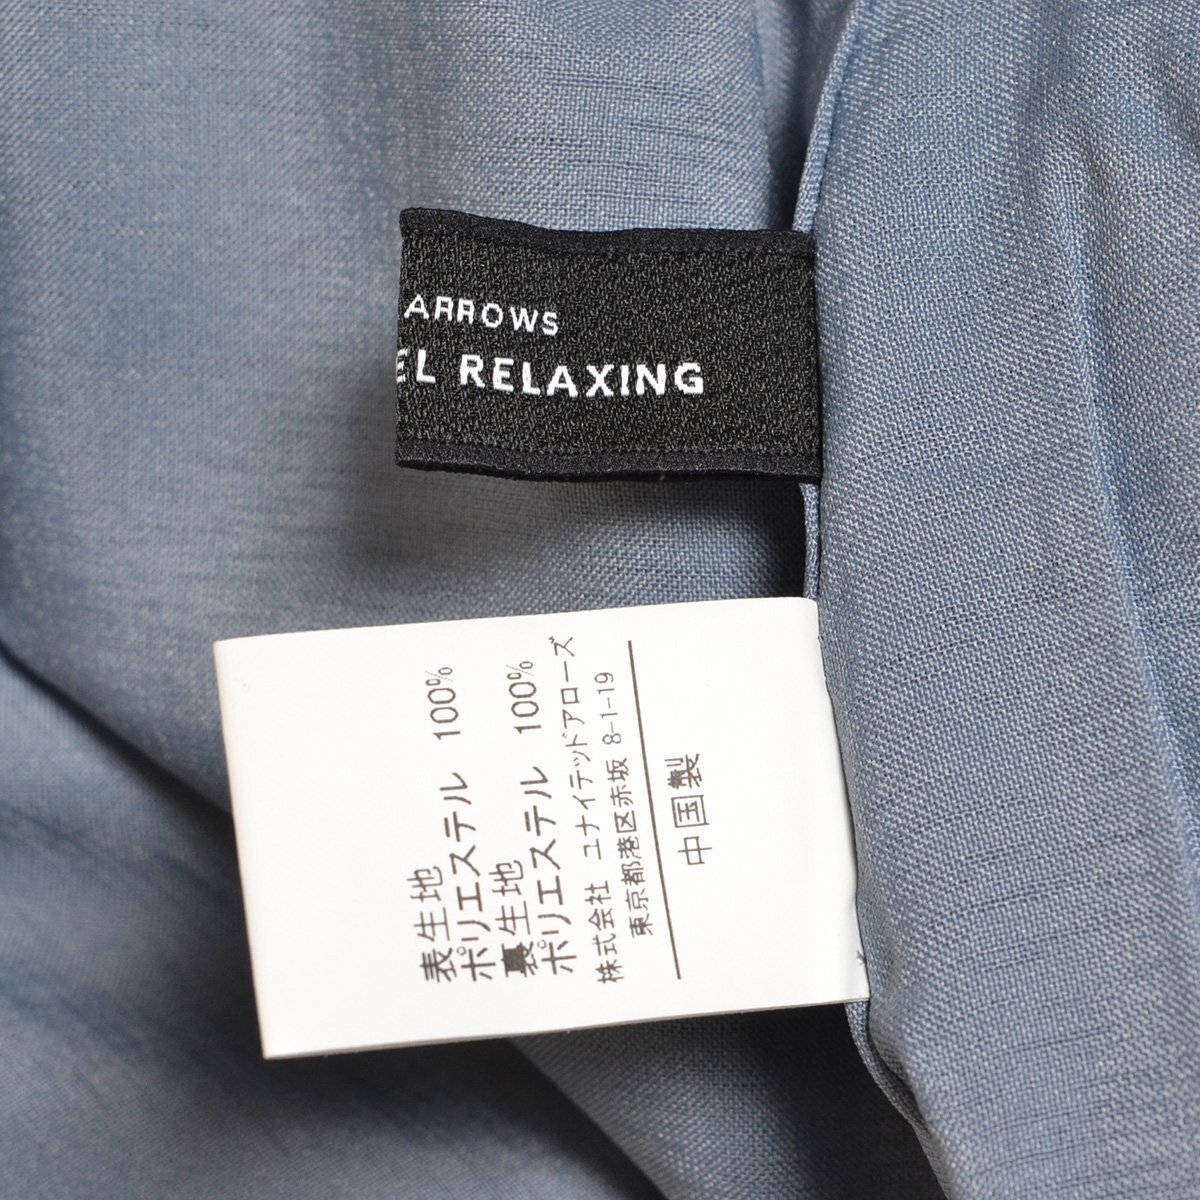 ARROWS
EL RELAXING
表生地
ポリエステル 100%
裏生地
ポリエステル 100%
株式会社 ユナイテッドアローズ
東京都港区赤坂 8-1-19
中国製